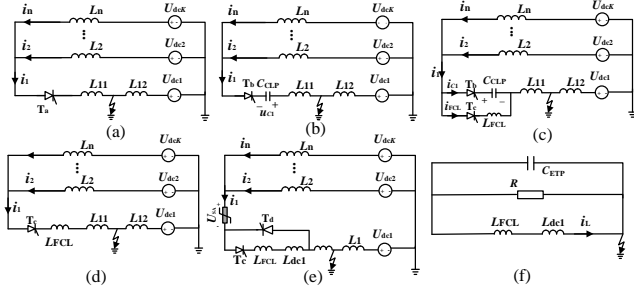 in Ln UdcK
i2 L2 Udc2
i1 L11 L12 Udc1
Ta
(a)
in Ln UdcK
i2 L2 Udc2
i1 Tb CCLP L11 L12 Udc1
− uC1 +
(b)
in Ln UdcK
i2 L2 Udc2
i1 iC1 Tb CCLP L11 L12 Udc1
+ −
iFCL Tc
LFCL
(c)
in Ln UdcK
i2 L2 Udc2
i1 Tc L11 L12 Udc1
LFCL
(d)
in Ln UdcK
i2 L2 Udc2
i1
Td
L1 Udc1
Tc LFCL Ldc1
(e)
CETP
R
LFCL Ldc1 iL
(f)